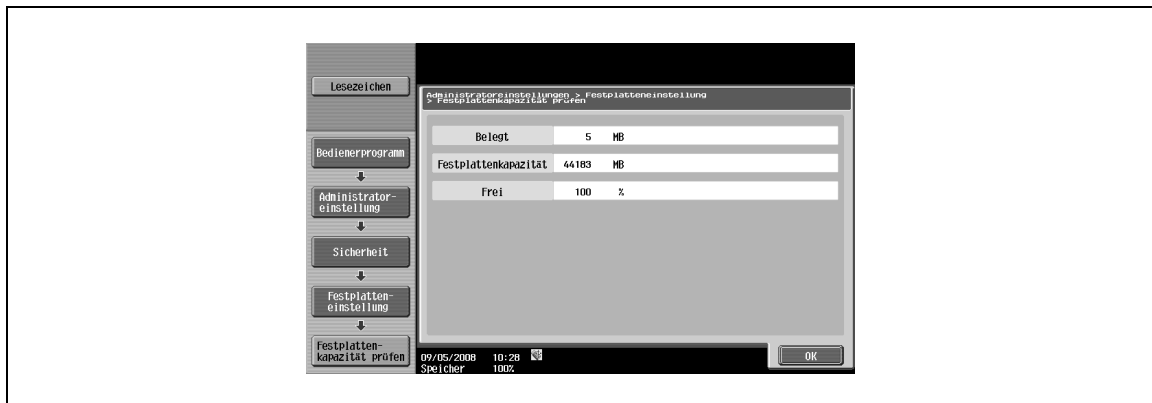 Lesezeichen
Administratoreinstellungen > Festplatteneinstellung
> Festplattenkapazität prüfen
Belegt 5 MB
Bedienerprogramm
Festplattenkapazität 44183 MB
Frei 100 %
Administrator-
einstellung
Sicherheit
Festplatten-
einstellung
Festplatten-
kapazität prüfen
09/05/2008 10:28
Speicher 100%
OK